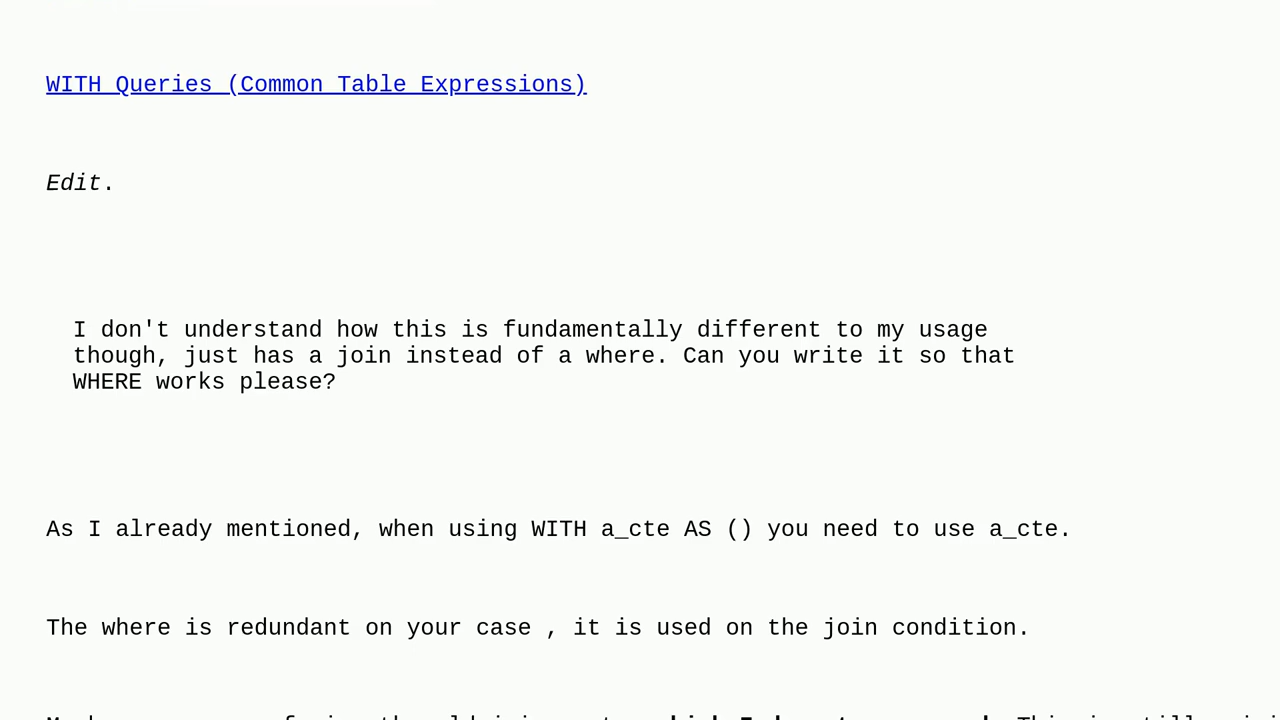 WITH Queries (Common Table Expressions)
Edit.
I don't understand how this is fundamentally different to my usage
though, just has a join instead of a where. Can you write it so that
WHERE works please?
As I already mentioned, when using WITH a_cte AS () you need to use a_cte.
The where is redundant on your case , it is used on the join condition.